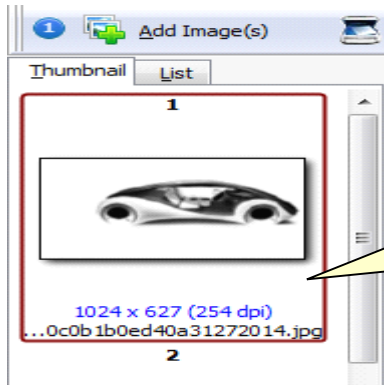 1 Add Image(s)
Thumbnail List
1
1024 x 627 (254 dpi)
...0c0b1b0ed40a31272014.jpg
2